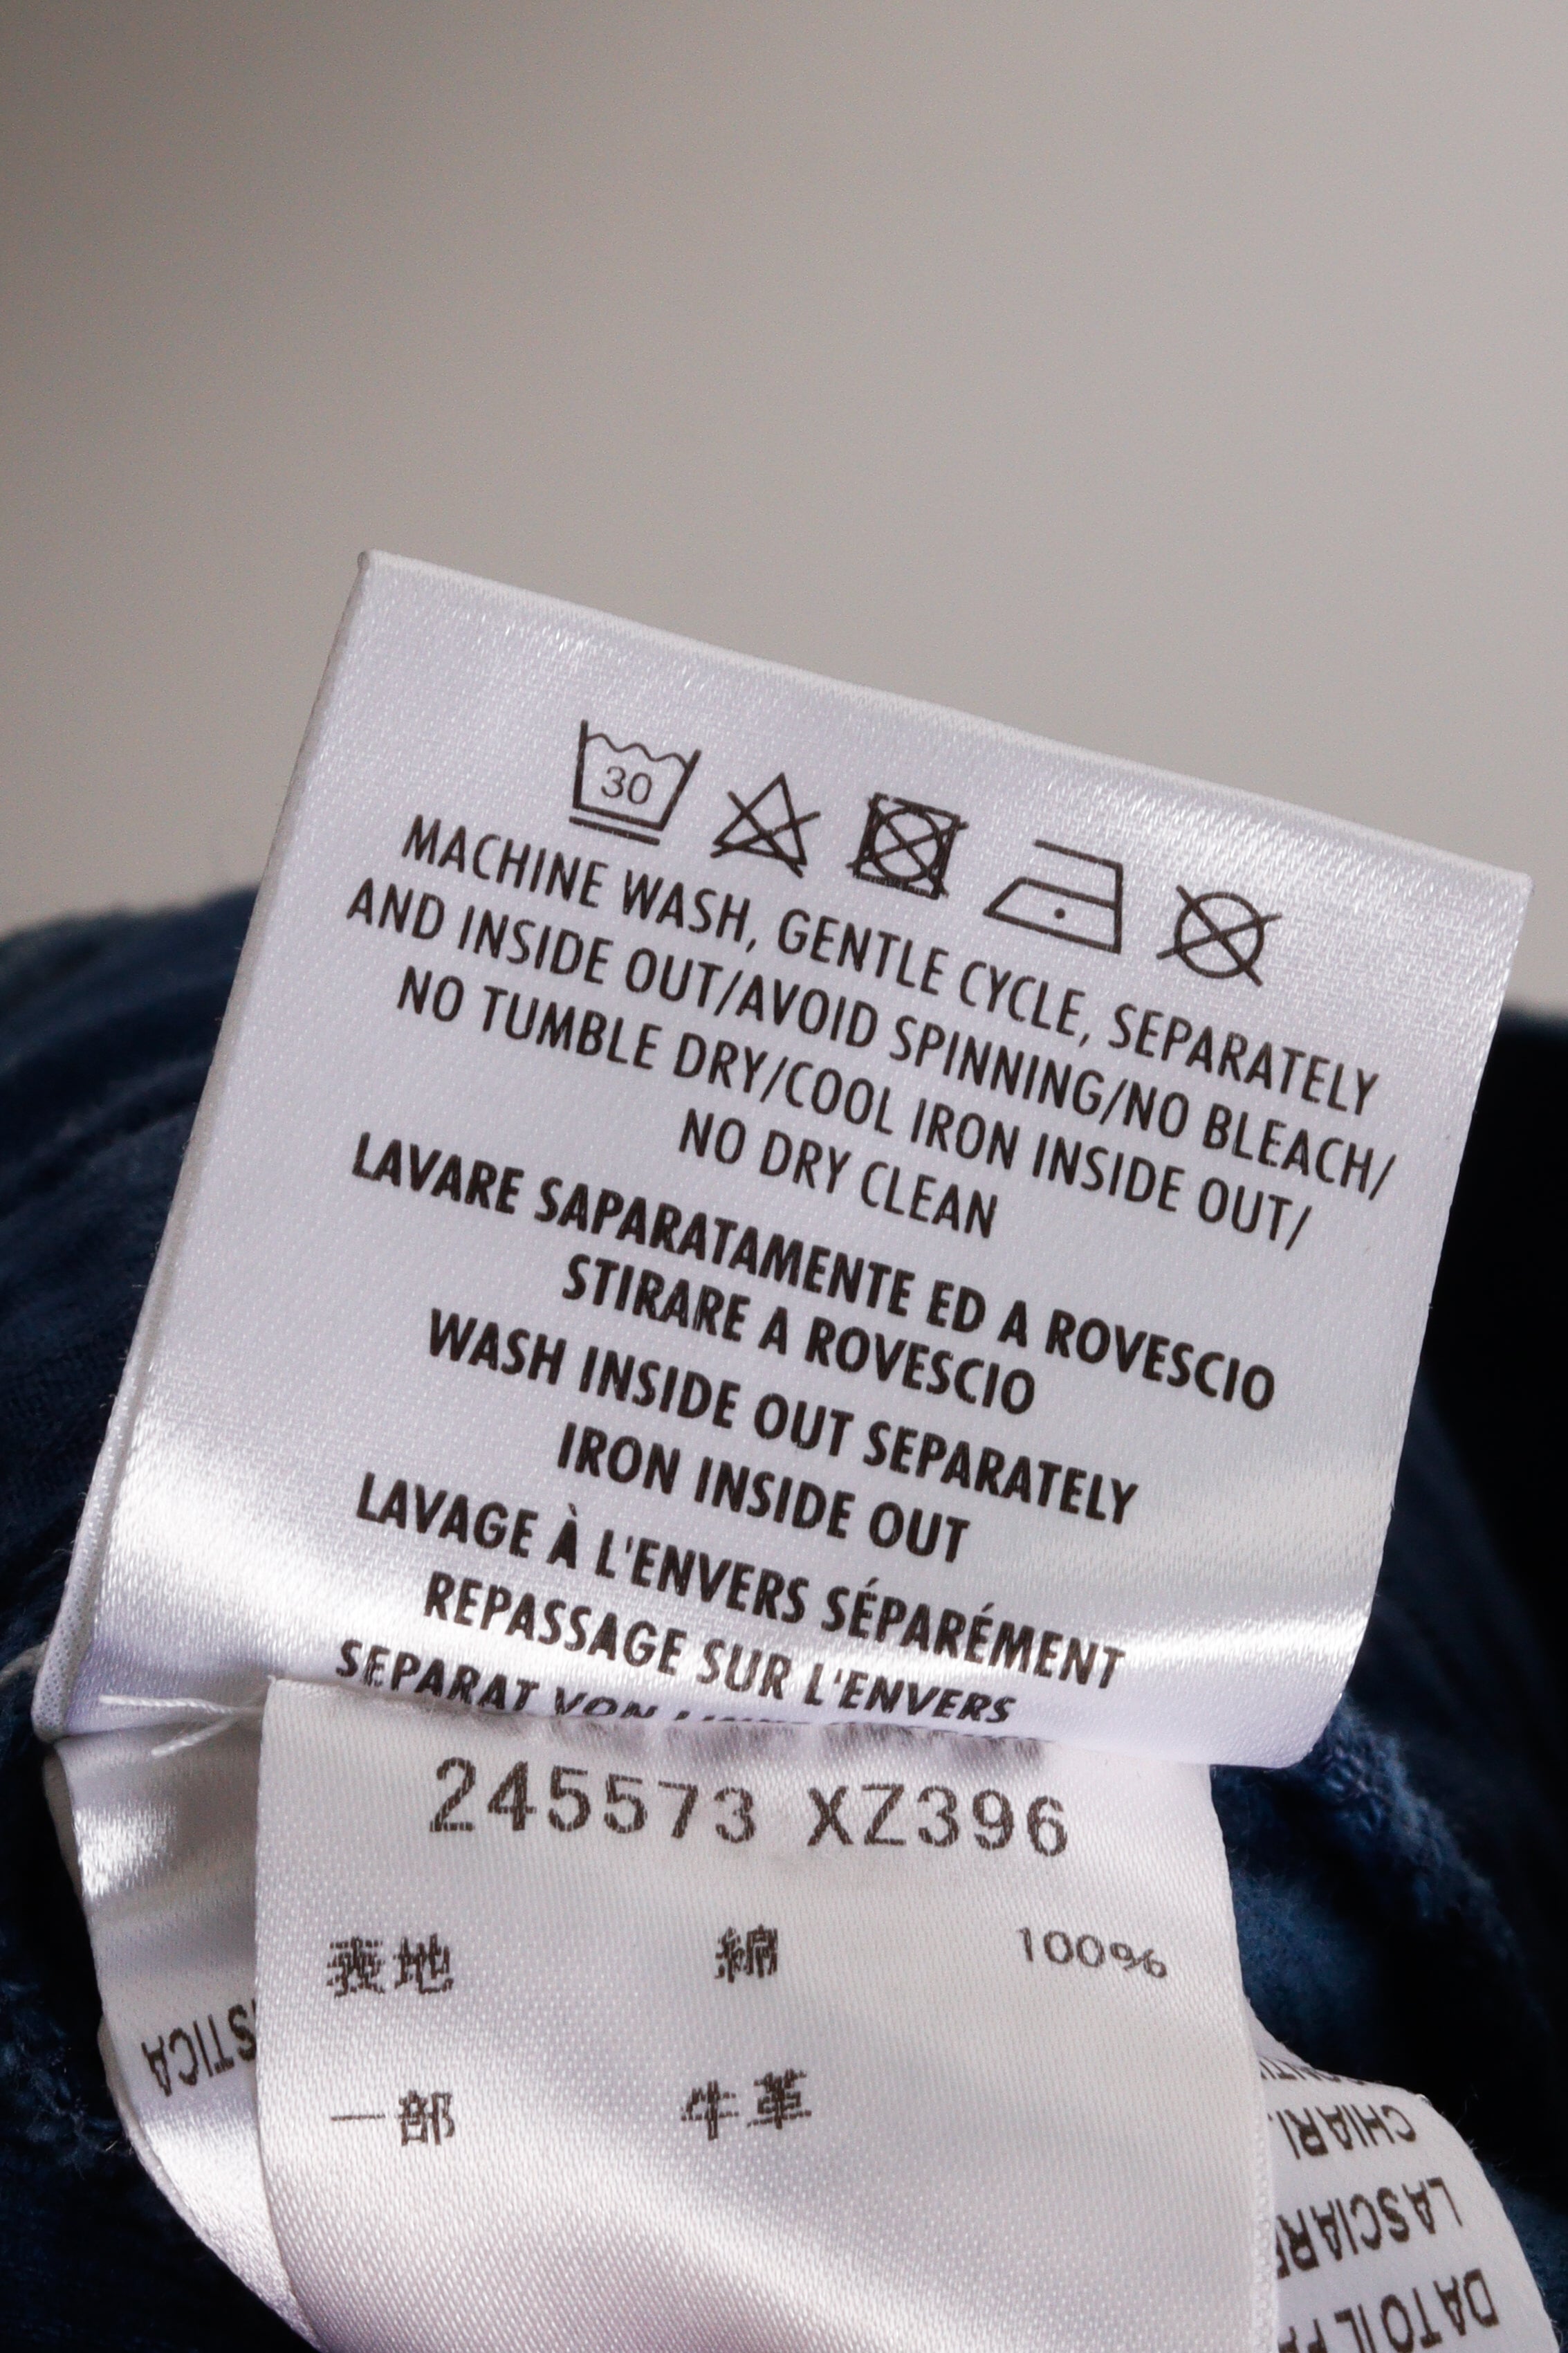 30
MACHINE WASH, GENTLE CYCLE, SEPARATELY
AND INSIDE OUT/AVOID SPINNING/NO BLEACH/
NO TUMBLE DRY/COOL IRON INSIDE OUT/
NO DRY CLEAN
LAVARE SAPARATAMENTE ED A ROVESCIO
STIRARE A ROVESCIO
WASH INSIDE OUT SEPARATELY
IRON INSIDE OUT
LAVAGE À L'ENVERS SÉPARÉMENT
REPASSAGE SUR L'ENVERS
SEPARAT VON
245573 XZ396
表地 綿 100%
一部 牛革
STICA
CHIARI
LASCIARE
DATO IL